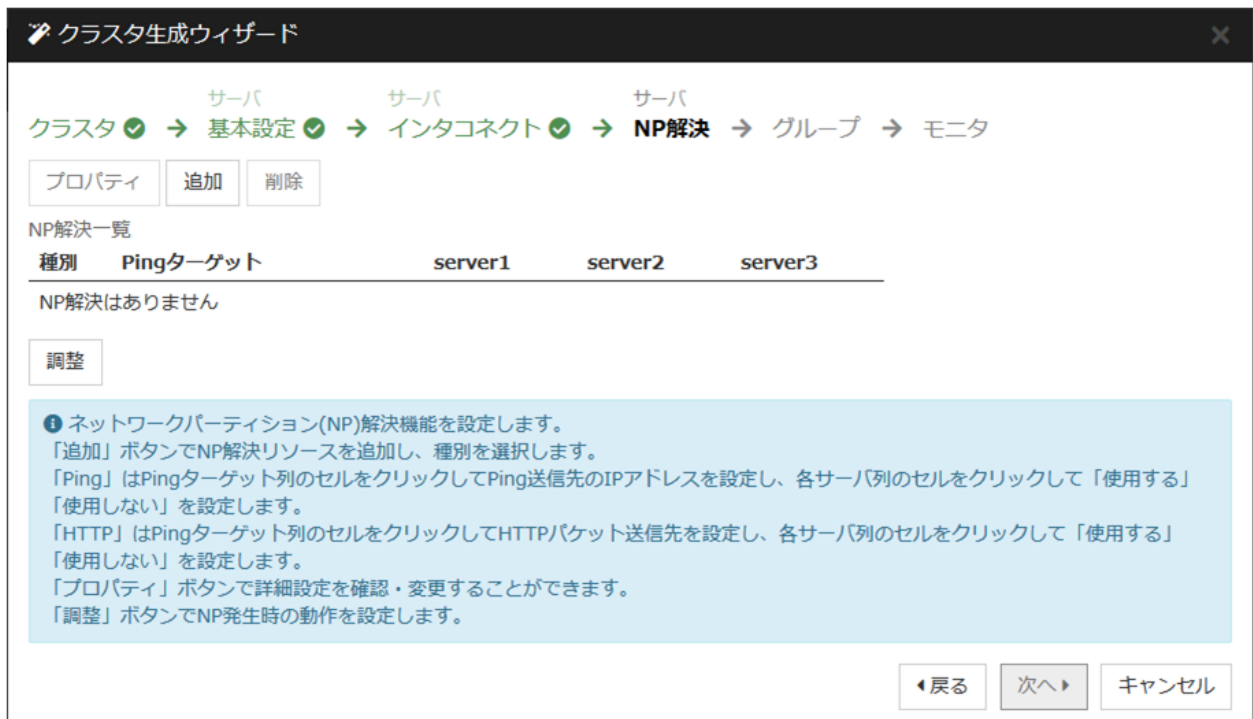 クラスタ生成ウィザード
サーバ サーバ サーバ
クラスタ → 基本設定 → インタコネクト → NP解決 → グループ → モニタ
プロパティ 追加 削除
NP解決一覧
種別 Pingターゲット server1 server2 server3
NP解決はありません
調整
ネットワークパーティション(NP)解決機能を設定します。
「追加」ボタンでNP解決リソースを追加し、種別を選択します。
「Ping」はPingターゲット列のセルをクリックしてPing送信先のIPアドレスを設定し、各サーバ列のセルをクリックして「使用する」
「使用しない」を設定します。
「HTTP」はPingターゲット列のセルをクリックしてHTTPパケット送信先を設定し、各サーバ列のセルをクリックして「使用する」
「使用しない」を設定します。
「プロパティ」ボタンで詳細設定を確認・変更することができます。
「調整」ボタンでNP発生時の動作を設定します。
戻る 次へ キャンセル